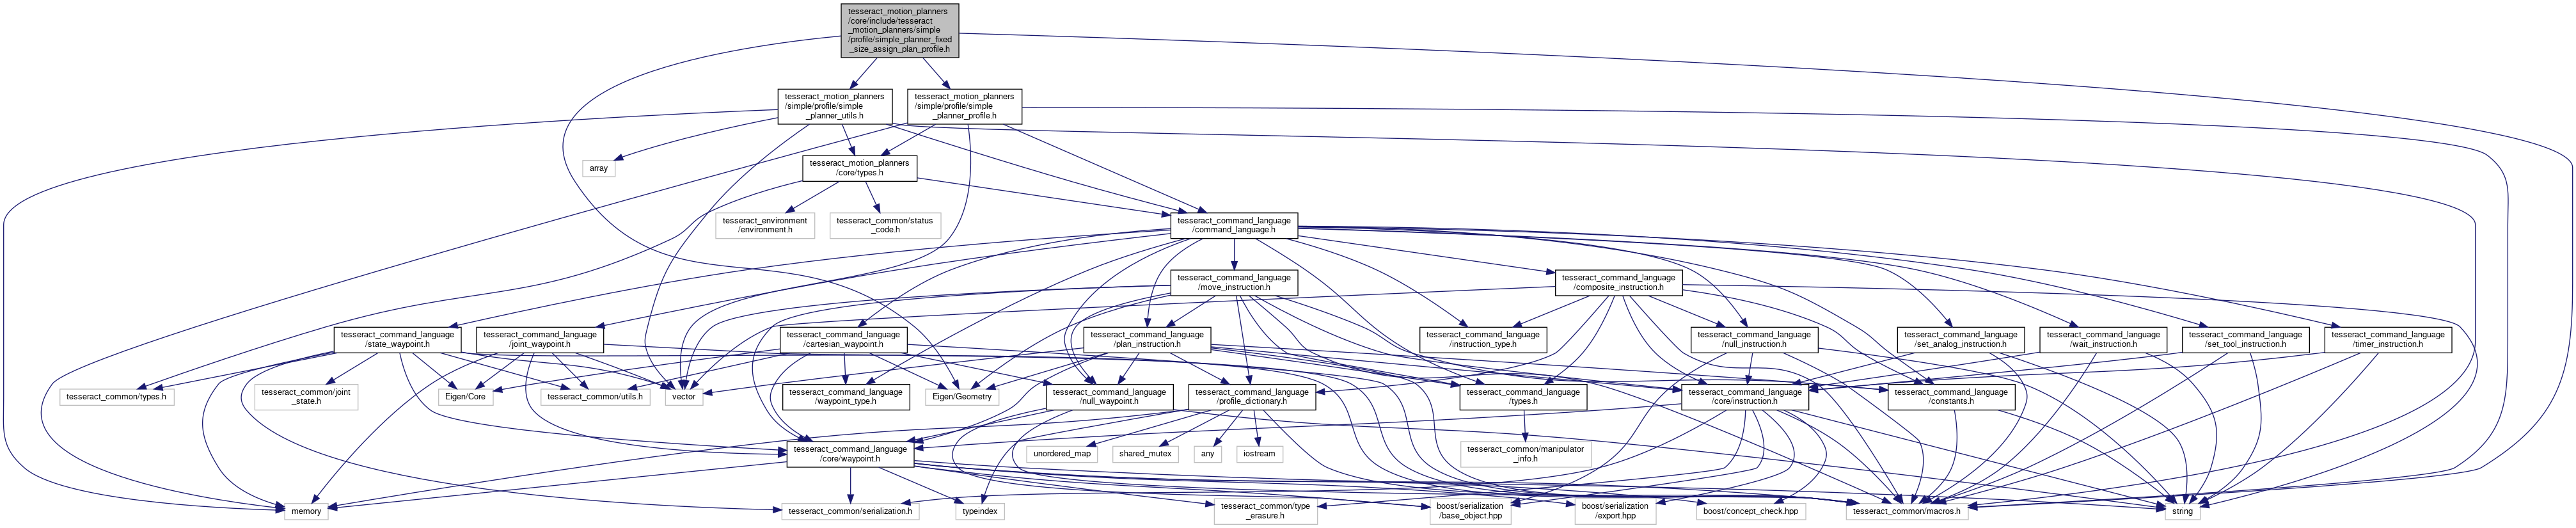 tesseract_motion_planners
/core/include/tesseract
_motion_planners/simple
/profile/simple_planner_fixed
_size_assign_plan_profile.h
tesseract_motion_planners
/simple/profile/simple
_planner_utils.h
tesseract_motion_planners
/simple/profile/simple
_planner_profile.h
array
tesseract_motion_planners
/core/types.h
tesseract_environment
/environment.h
tesseract_common/status
_code.h
tesseract_command_language
/command_language.h
tesseract_command_language
/move_instruction.h
tesseract_command_language
/composite_instruction.h
tesseract_command_language
/state_waypoint.h
tesseract_command_language
/joint_waypoint.h
tesseract_command_language
/cartesian_waypoint.h
tesseract_command_language
/plan_instruction.h
tesseract_command_language
/instruction_type.h
tesseract_command_language
/null_instruction.h
tesseract_command_language
/set_analog_instruction.h
tesseract_command_language
/wait_instruction.h
tesseract_command_language
/set_tool_instruction.h
tesseract_command_language
/timer_instruction.h
tesseract_common/types.h
tesseract_common/joint
_state.h
Eigen/Core
tesseract_common/utils.h
vector
tesseract_command_language
/waypoint_type.h
Eigen/Geometry
tesseract_command_language
/null_waypoint.h
tesseract_command_language
/profile_dictionary.h
tesseract_command_language
/types.h
tesseract_command_language
/core/instruction.h
tesseract_command_language
/constants.h
tesseract_command_language
/core/waypoint.h
unordered_map
shared_mutex
any
iostream
tesseract_common/manipulator
_info.h
memory
tesseract_common/serialization.h
typeindex
tesseract_common/type
_erasure.h
boost/serialization
/base_object.hpp
boost/serialization
/export.hpp
boost/concept_check.hpp
tesseract_common/macros.h
string